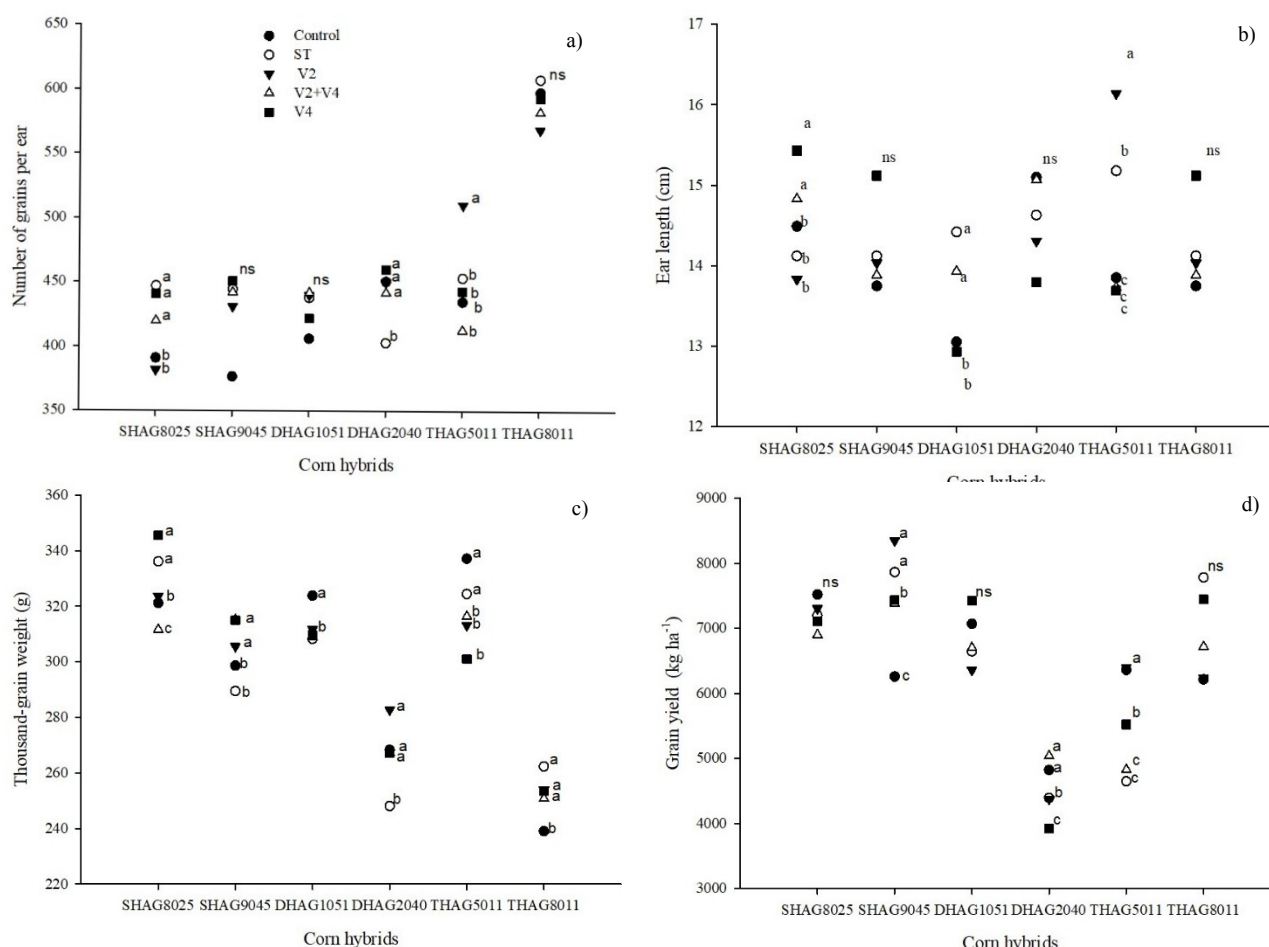 650
600
550
500
450
400
350
Number of grains per ear
Control
ST
V2
V2+V4
V4
a)
a
a
a
b
b
ns
ns
a
a
a
b
a
b
b
b
b
ns
SHAG8025 SHAG9045 DHAG1051 DHAG2040 THAG5011 THAG8011
Corn hybrids
17
16
15
14
13
12
Ear length (cm)
b)
a
a
b
b
b
ns
a
a
b
b
ns
a
b
c
c
c
ns
SHAG8025 SHAG9045 DHAG1051 DHAG2040 THAG5011 THAG8011
Corn hybrids
360
340
320
300
280
260
240
220
Thousand-grain weight (g)
c)
a
a
b
c
a
a
b
b
a
b
a
a
a
b
a
a
b
b
b
a
a
a
b
SHAG8025 SHAG9045 DHAG1051 DHAG2040 THAG5011 THAG8011
Corn hybrids
9000
8000
7000
6000
5000
4000
3000
Grain yield (kg ha⁻¹)
d)
ns
a
a
b
c
ns
a
a
b
c
a
b
c
c
ns
SHAG8025 SHAG9045 DHAG1051 DHAG2040 THAG5011 THAG8011
Corn hybrids